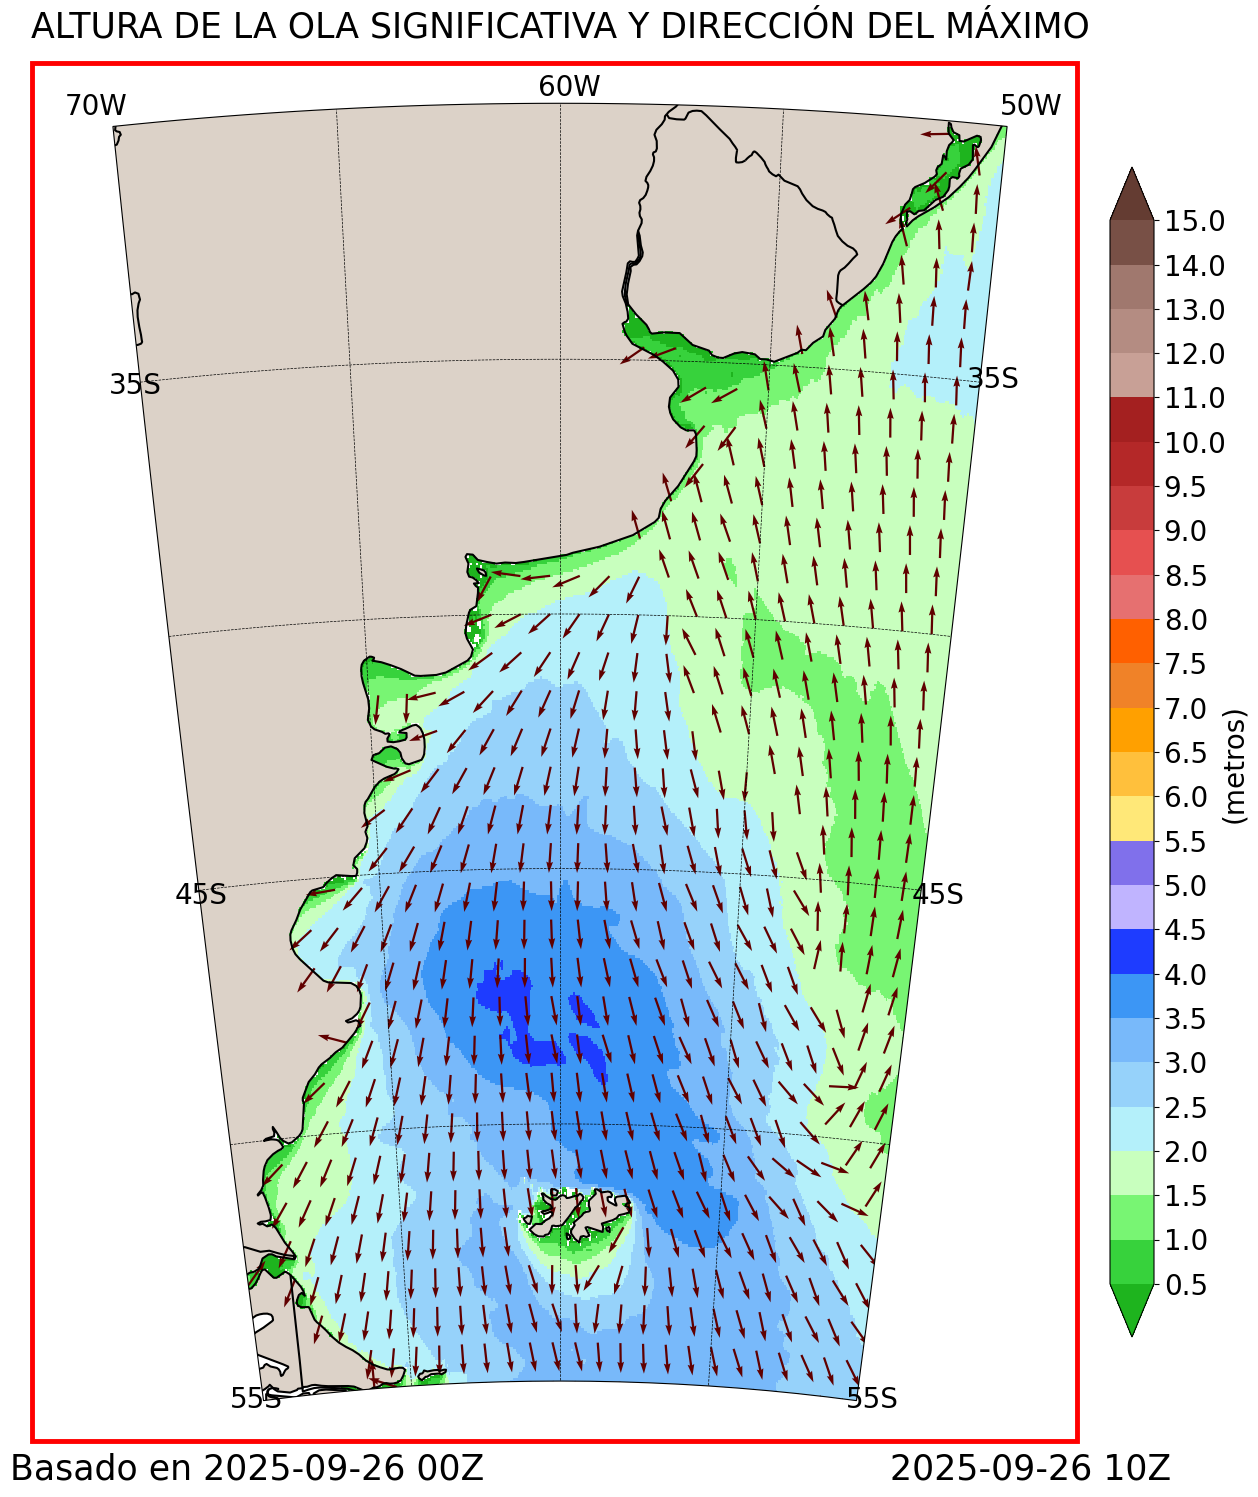 ALTURA DE LA OLA SIGNIFICATIVA Y DIRECCIÓN DEL MÁXIMO
70W
60W
50W
35S
35S
45S
45S
55S
55S
15.0
14.0
13.0
12.0
11.0
10.0
9.5
9.0
8.5
8.0
7.5
7.0
6.5
6.0
5.5
5.0
4.5
4.0
3.5
3.0
2.5
2.0
1.5
1.0
0.5
(metros)
Basado en 2025-09-26 00Z
2025-09-26 10Z